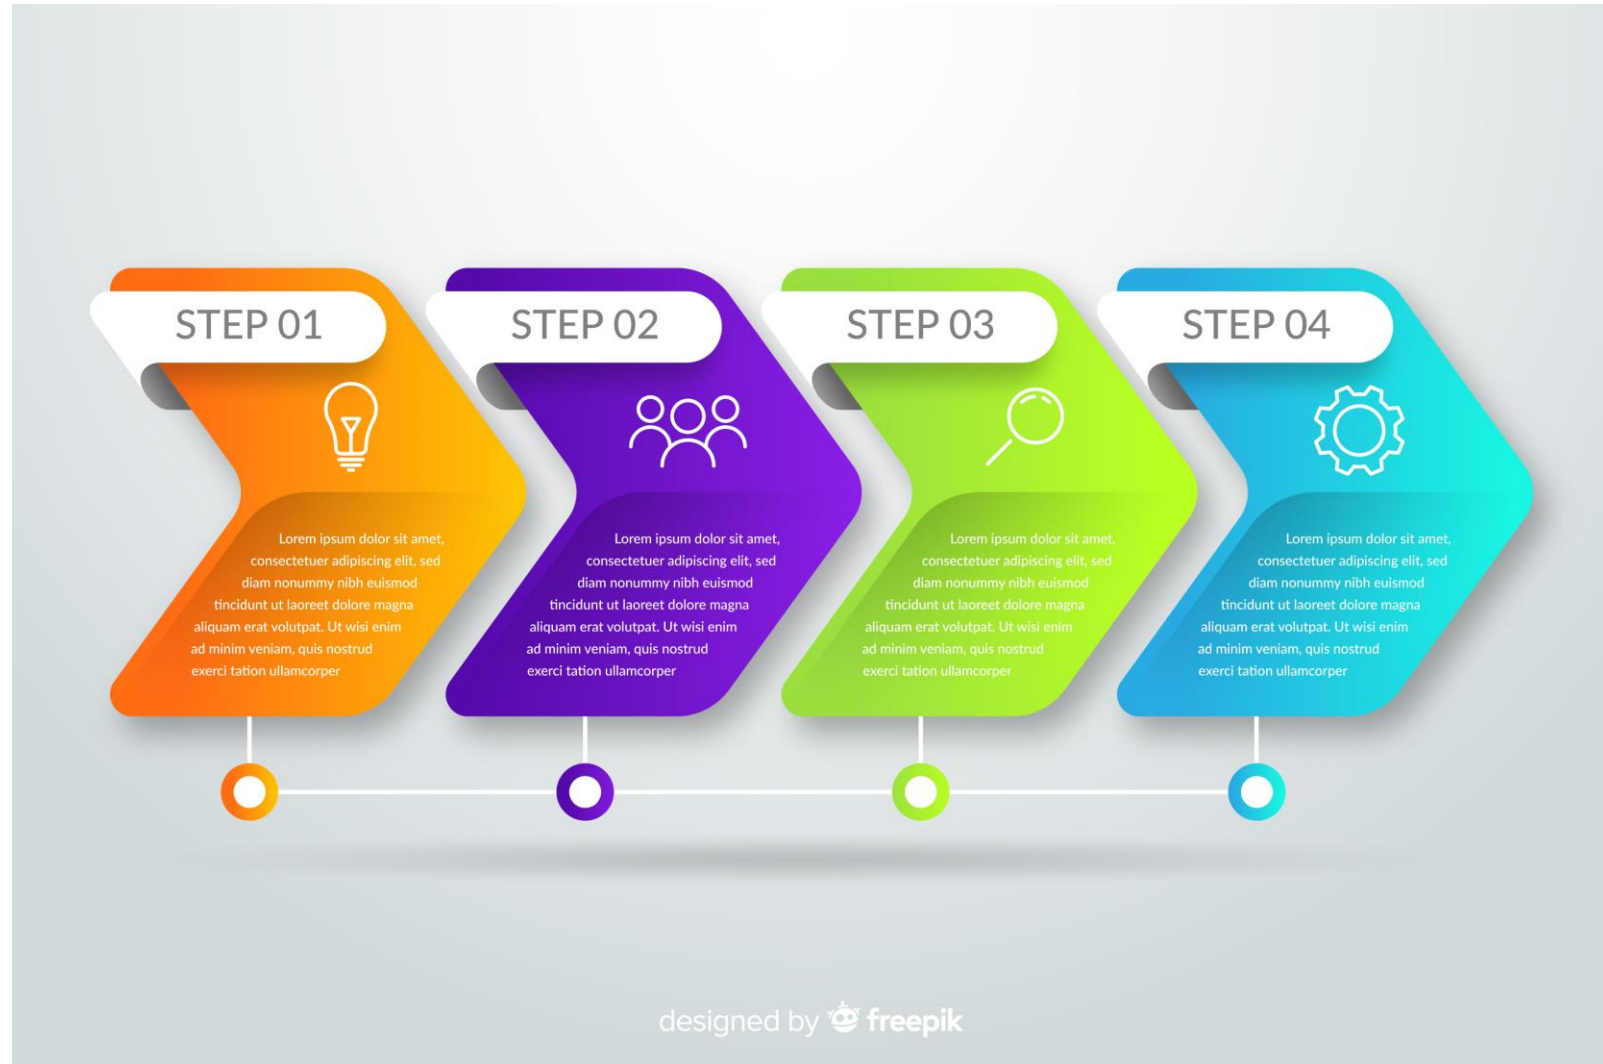 STEP 01
Lorem ipsum dolor sit amet,
consectetuer adipiscing elit, sed
diam nonummy nibh euismod
tincidunt ut laoreet dolore magna
aliquam erat volutpat. Ut wisi enim
ad minim veniam, quis nostrud
exerci tation ullamcorper
STEP 02
Lorem ipsum dolor sit amet,
consectetuer adipiscing elit, sed
diam nonummy nibh euismod
tincidunt ut laoreet dolore magna
aliquam erat volutpat. Ut wisi enim
ad minim veniam, quis nostrud
exerci tation ullamcorper
STEP 03
Lorem ipsum dolor sit amet,
consectetuer adipiscing elit, sed
diam nonummy nibh euismod
tincidunt ut laoreet dolore magna
aliquam erat volutpat. Ut wisi enim
ad minim veniam, quis nostrud
exerci tation ullamcorper
STEP 04
Lorem ipsum dolor sit amet,
consectetuer adipiscing elit, sed
diam nonummy nibh euismod
tincidunt ut laoreet dolore magna
aliquam erat volutpat. Ut wisi enim
ad minim veniam, quis nostrud
exerci tation ullamcorper
designed by freepik